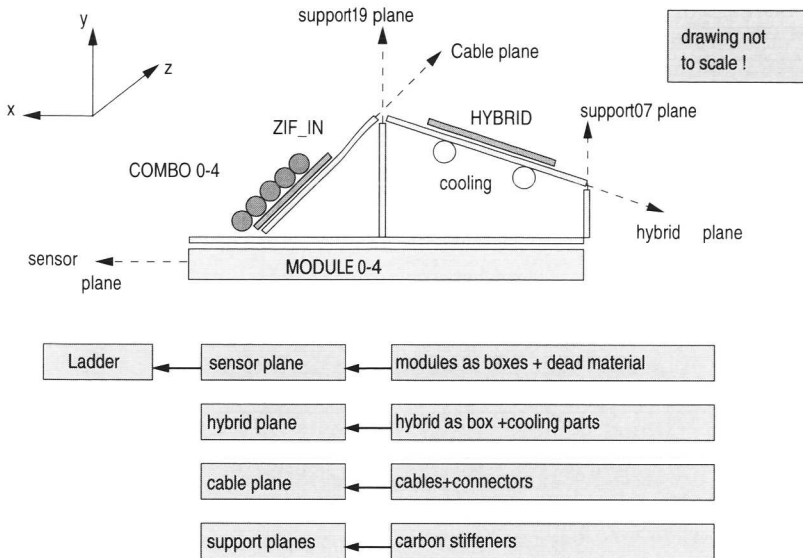 support19 plane
y
z
x
Cable plane
drawing not
to scale !
support07 plane
ZIF_IN
HYBRID
COMBO 0-4
cooling
hybrid plane
sensor
plane
MODULE 0-4
Ladder
sensor plane
modules as boxes + dead material
hybrid plane
hybrid as box +cooling parts
cable plane
cables+connectors
support planes
carbon stiffeners